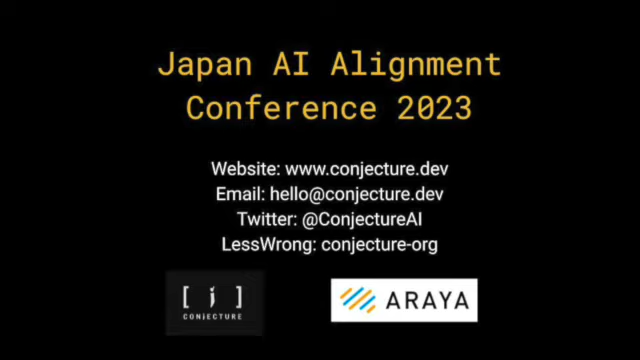 Japan AI Alignment
Conference 2023
Website: www.conjecture.dev
Email: hello@conjecture.dev
Twitter: @ConjectureAI
LessWrong: conjecture-org
[ i ]
CONJECTURE
ARAYA